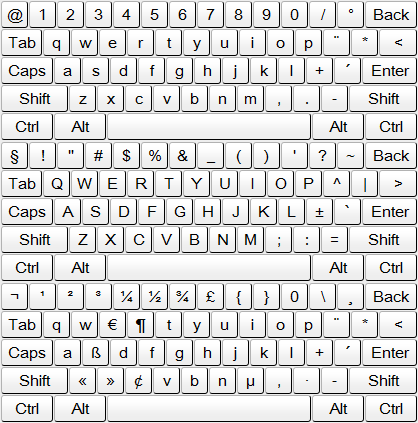 @ 1 2 3 4 5 6 7 8 9 0 / ° Back
Tab q w e r t y u i o p ¨ * <
Caps a s d f g h j k l + ´ Enter
Shift z x c v b n m , . - Shift
Ctrl Alt Alt Ctrl
§ ! " # $ % & _ ( ) ' ? ~ Back
Tab Q W E R T Y U I O P ^ | >
Caps A S D F G H J K L ± ` Enter
Shift Z X C V B N M ; : = Shift
Ctrl Alt Alt Ctrl
¬ ¹ ² ³ ¼ ½ ¾ £ { } 0 \ ¸ Back
Tab q w € ¶ t y u i o p ¨ * <
Caps a ß d f g h j k l + ´ Enter
Shift « » ¢ v b n µ , · - Shift
Ctrl Alt Alt Ctrl